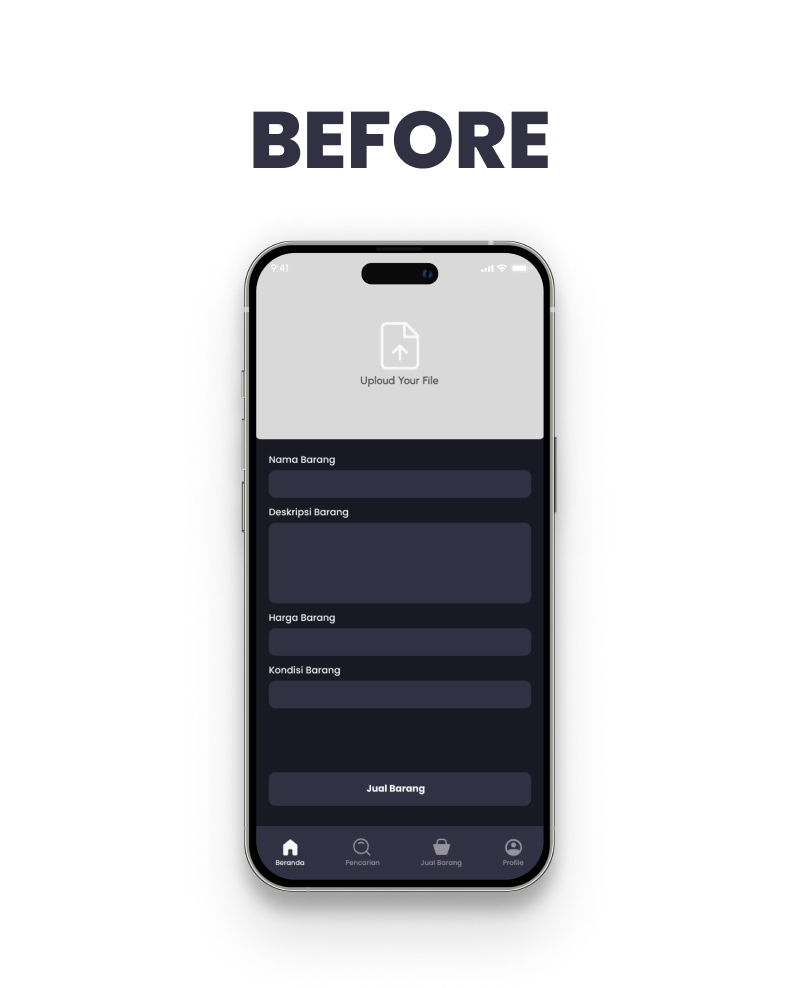 BEFORE
9:41
Uploud Your File
Nama Barang
Deskripsi Barang
Harga Barang
Kondisi Barang
Jual Barang
Beranda Pencarian Jual Barang Profile